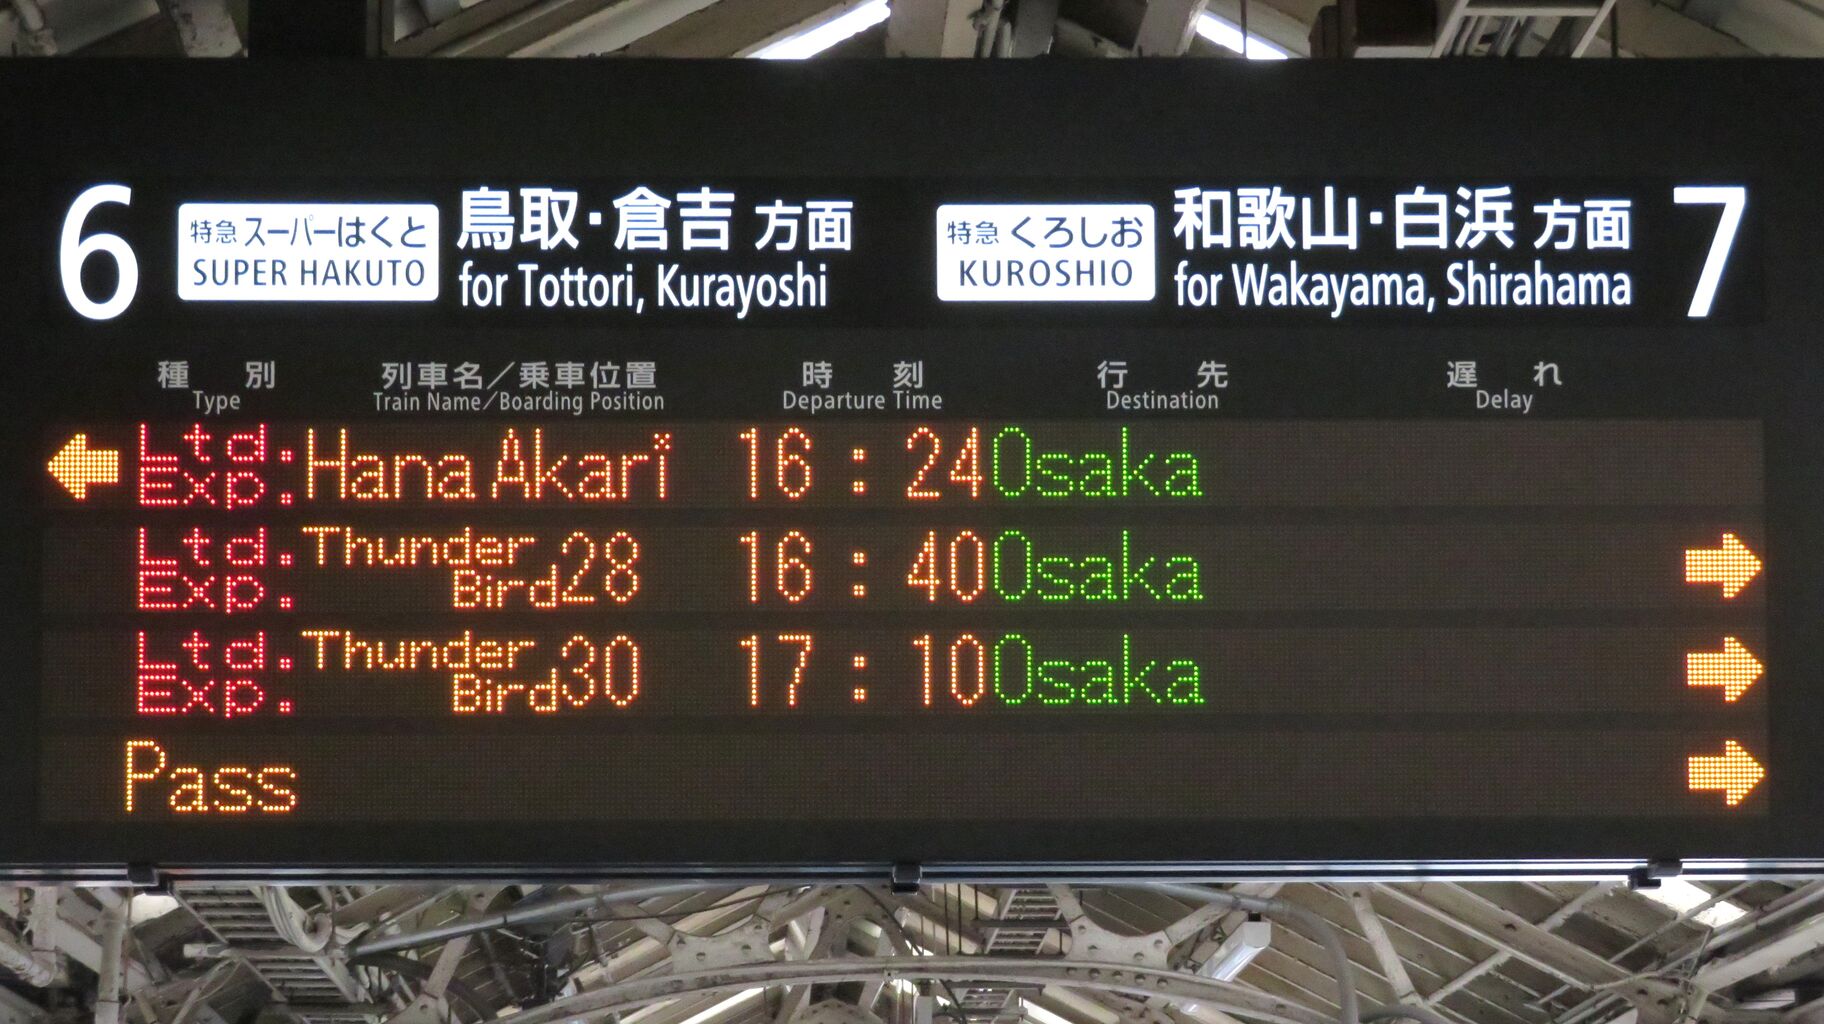 6
特急 スーパーはくと
SUPER HAKUTO
鳥取・倉吉 方面
for Tottori, Kurayoshi
特急 くろしお
KUROSHIO
和歌山・白浜 方面
for Wakayama, Shirahama
7
種別 列車名／乗車位置 時刻 行先 遅れ
Type Train Name／Boarding Position Departure Time Destination Delay
← Ltd. Exp. Hana Akari 16:24 Osaka
Ltd. Exp. Thunder Bird 28 16:40 Osaka →
Ltd. Exp. Thunder Bird 30 17:10 Osaka →
Pass →